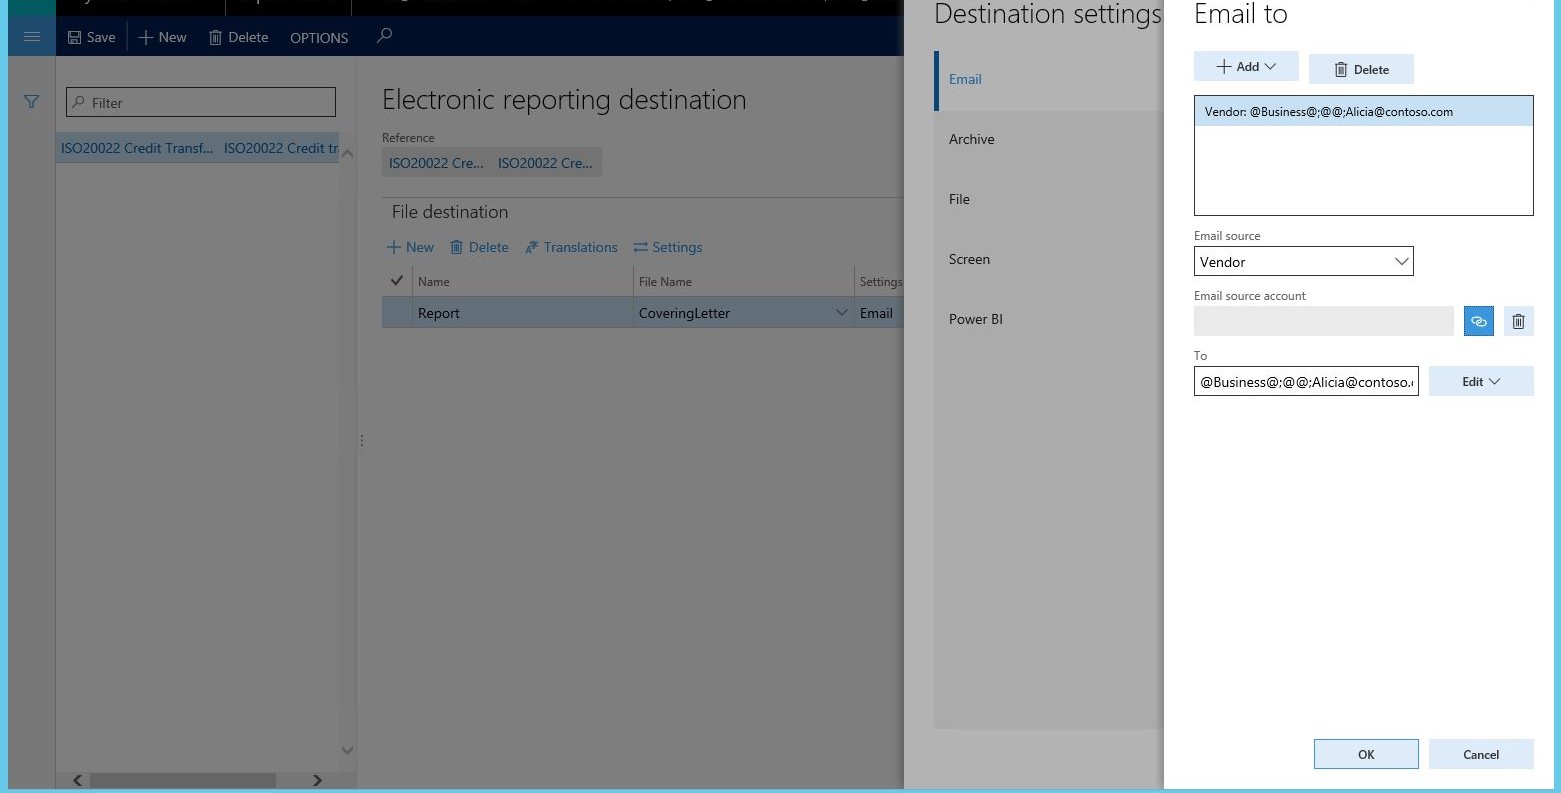 Save
New
Delete
OPTIONS
Filter
ISO20022 Credit Transf... ISO20022 Credit tr
Electronic reporting destination
Reference
ISO20022 Cre... ISO20022 Cre...
File destination
New
Delete
Translations
Settings
Name
File Name
Settings
Report
CoveringLetter
Email
Destination settings
Email
Archive
File
Screen
Power BI
Email to
Add
Delete
Vendor: @Business@;@@;Alicia@contoso.com
Email source
Vendor
Email source account
To
@Business@;@@;Alicia@contoso.c
Edit
OK
Cancel